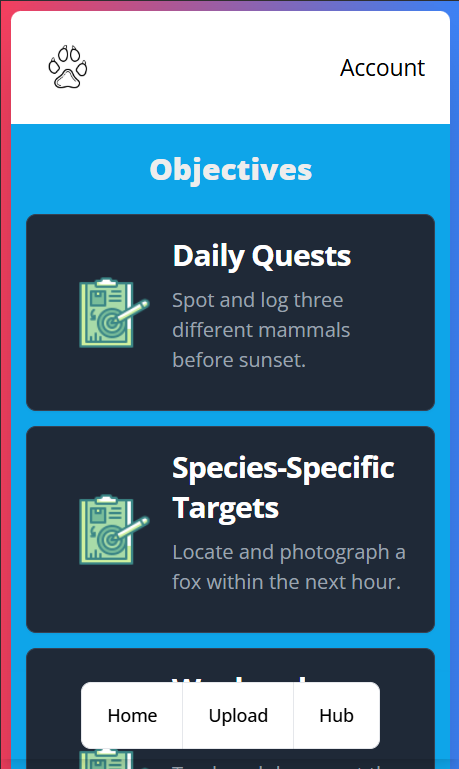 Account
Objectives
Daily Quests
Spot and log three
different mammals
before sunset.
Species-Specific
Targets
Locate and photograph a
fox within the next hour.
Home
Upload
Hub